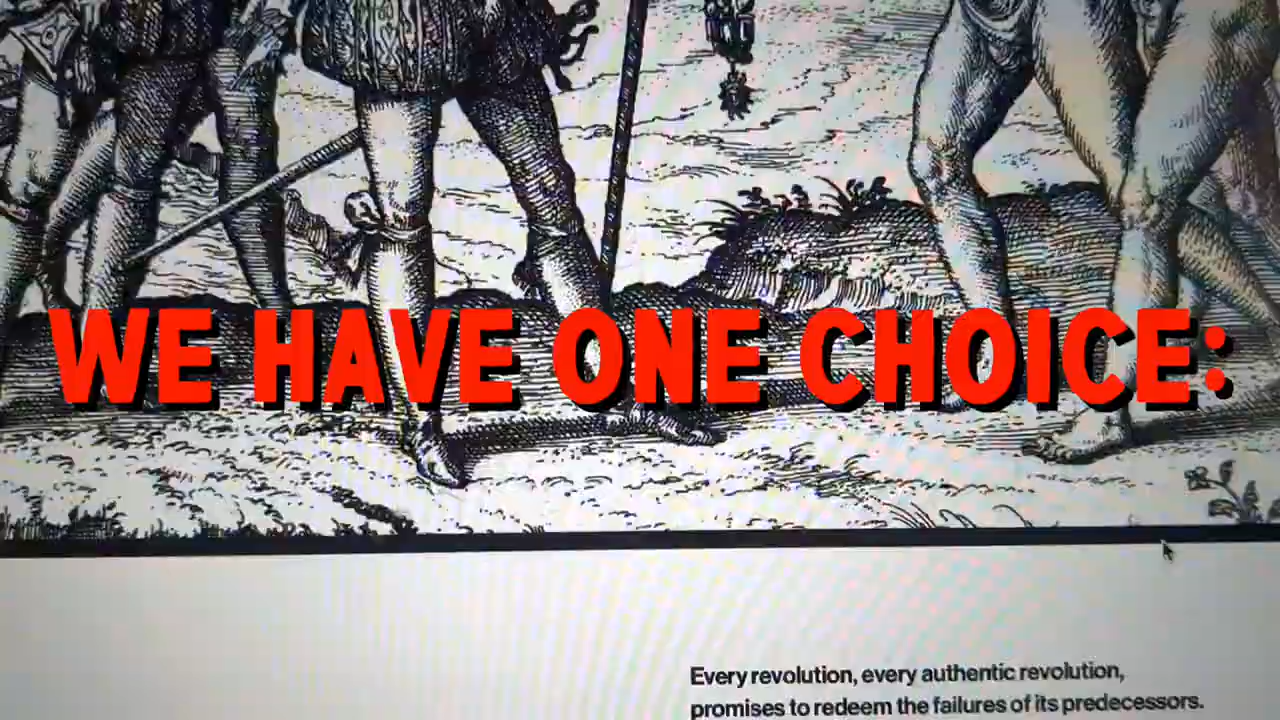 WE HAVE ONE CHOICE:
Every revolution, every authentic revolution,
promises to redeem the failures of its predecessors.